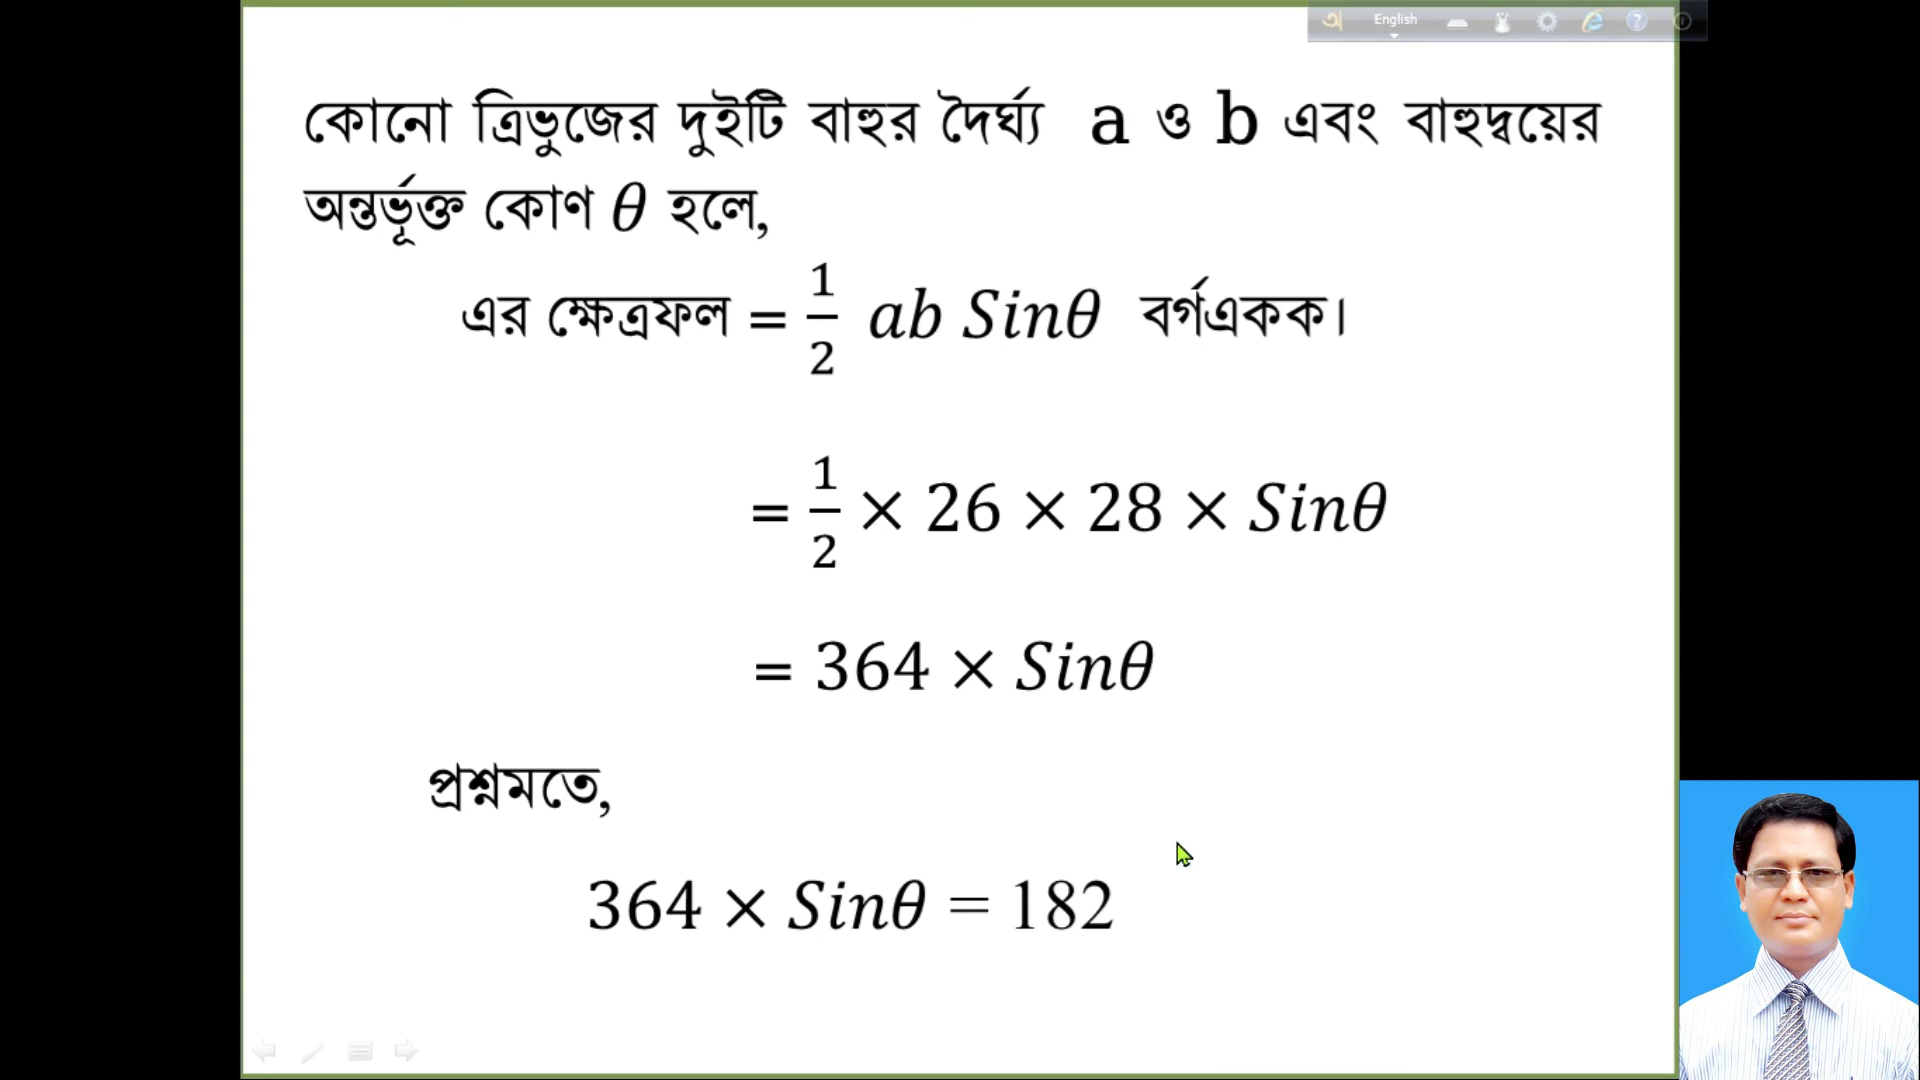 English
কোনো ত্রিভুজের দুইটি বাহুর দৈর্ঘ্য a ও b এবং বাহুদ্বয়ের
অন্তর্ভূক্ত কোণ θ হলে,
এর ক্ষেত্রফল = 1/2 ab Sinθ বর্গএকক।
= 1/2 × 26 × 28 × Sinθ
= 364 × Sinθ
প্রশ্নমতে,
364 × Sinθ = 182